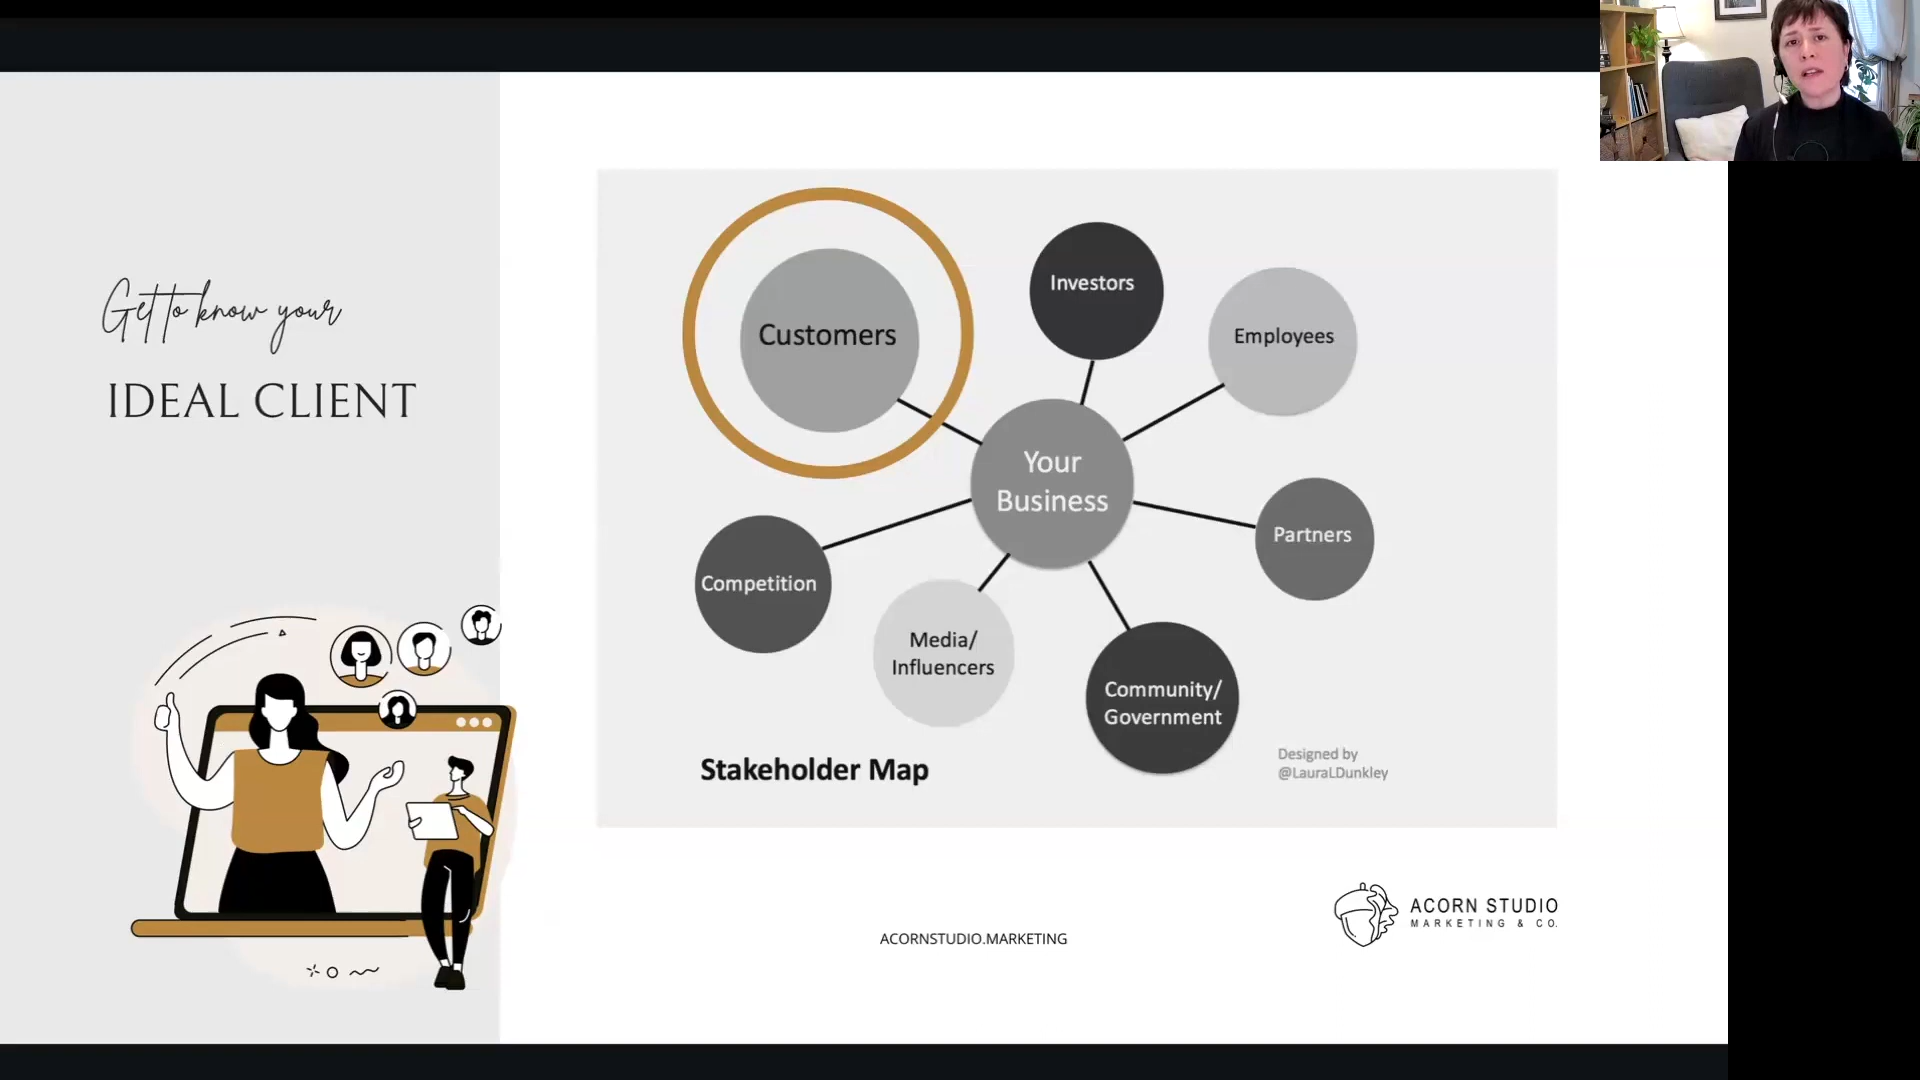 Get to know your
IDEAL CLIENT
Customers
Investors
Employees
Your
Business
Partners
Competition
Media/
Influencers
Community/
Government
Stakeholder Map
Designed by
@LauraLDunkley
ACORNSTUDIO.MARKETING
ACORN STUDIO
MARKETING & CO.